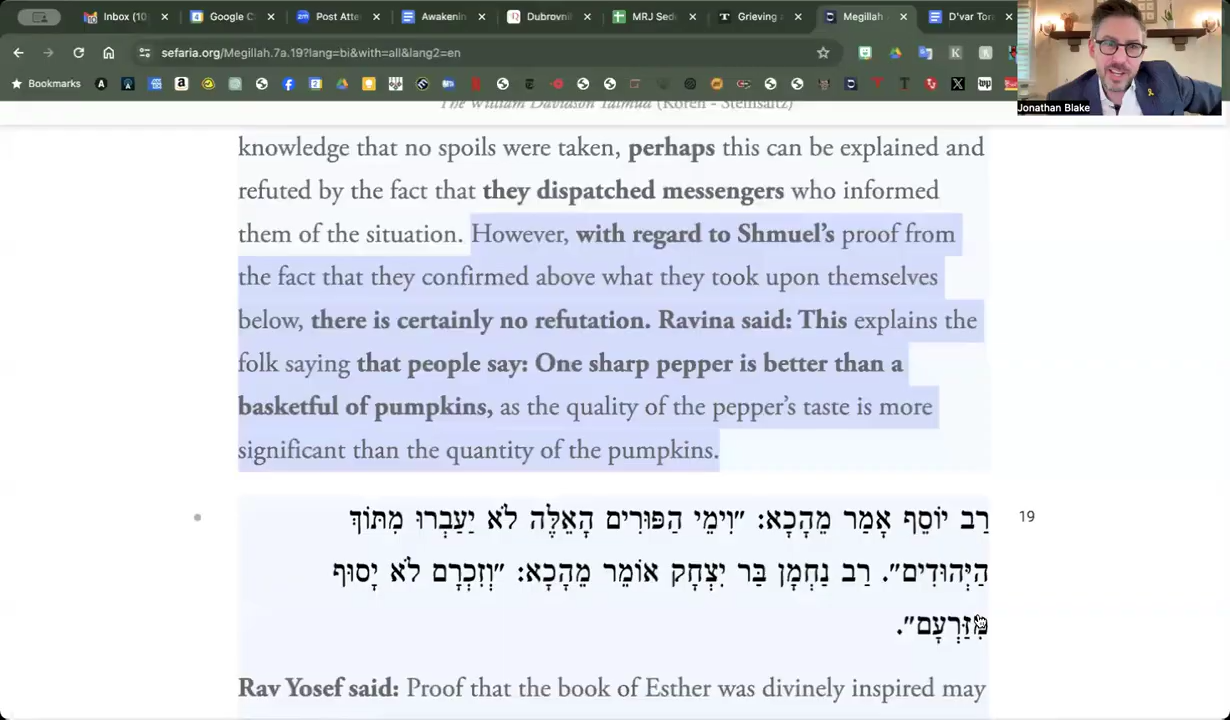 Inbox (10
Google C
Post Atte
Awakenin
Dubrovni
MRJ Sed
Grieving a
Megillah
D'var Tor
sefaria.org/Megillah.7a.19?lang=bi&with=all&lang2=en
Bookmarks
Jonathan Blake
The William Davidson Talmud (Koren - Steinsaltz)
knowledge that no spoils were taken, perhaps this can be explained and
refuted by the fact that they dispatched messengers who informed
them of the situation. However, with regard to Shmuel's proof from
the fact that they confirmed above what they took upon themselves
below, there is certainly no refutation. Ravina said: This explains the
folk saying that people say: One sharp pepper is better than a
basketful of pumpkins, as the quality of the pepper's taste is more
significant than the quantity of the pumpkins.
19
רַב יוֹסֵף אָמַר מֵהָכָא: ״וִימֵי הַפּוּרִים הָאֵלֶּה לֹא יַעַבְרוּ מִתּוֹךְ
הַיְּהוּדִים״. רַב נַחְמָן בַּר יִצְחָק אוֹמֵר מֵהָכָא: ״וְזִכְרָם לֹא יָסוּף
מִזַּרְעָם״.
Rav Yosef said: Proof that the book of Esther was divinely inspired may